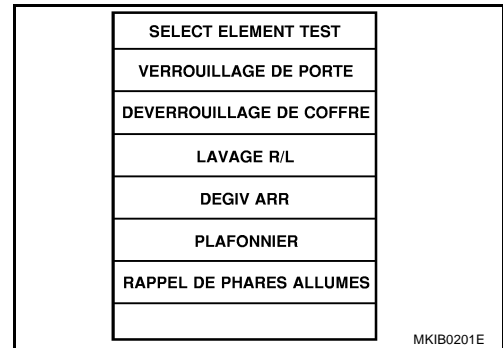 SELECT ELEMENT TEST
VERROUILLAGE DE PORTE
DEVERROUILLAGE DE COFFRE
LAVAGE R/L
DEGIV ARR
PLAFONNIER
RAPPEL DE PHARES ALLUMES
MKIB0201E